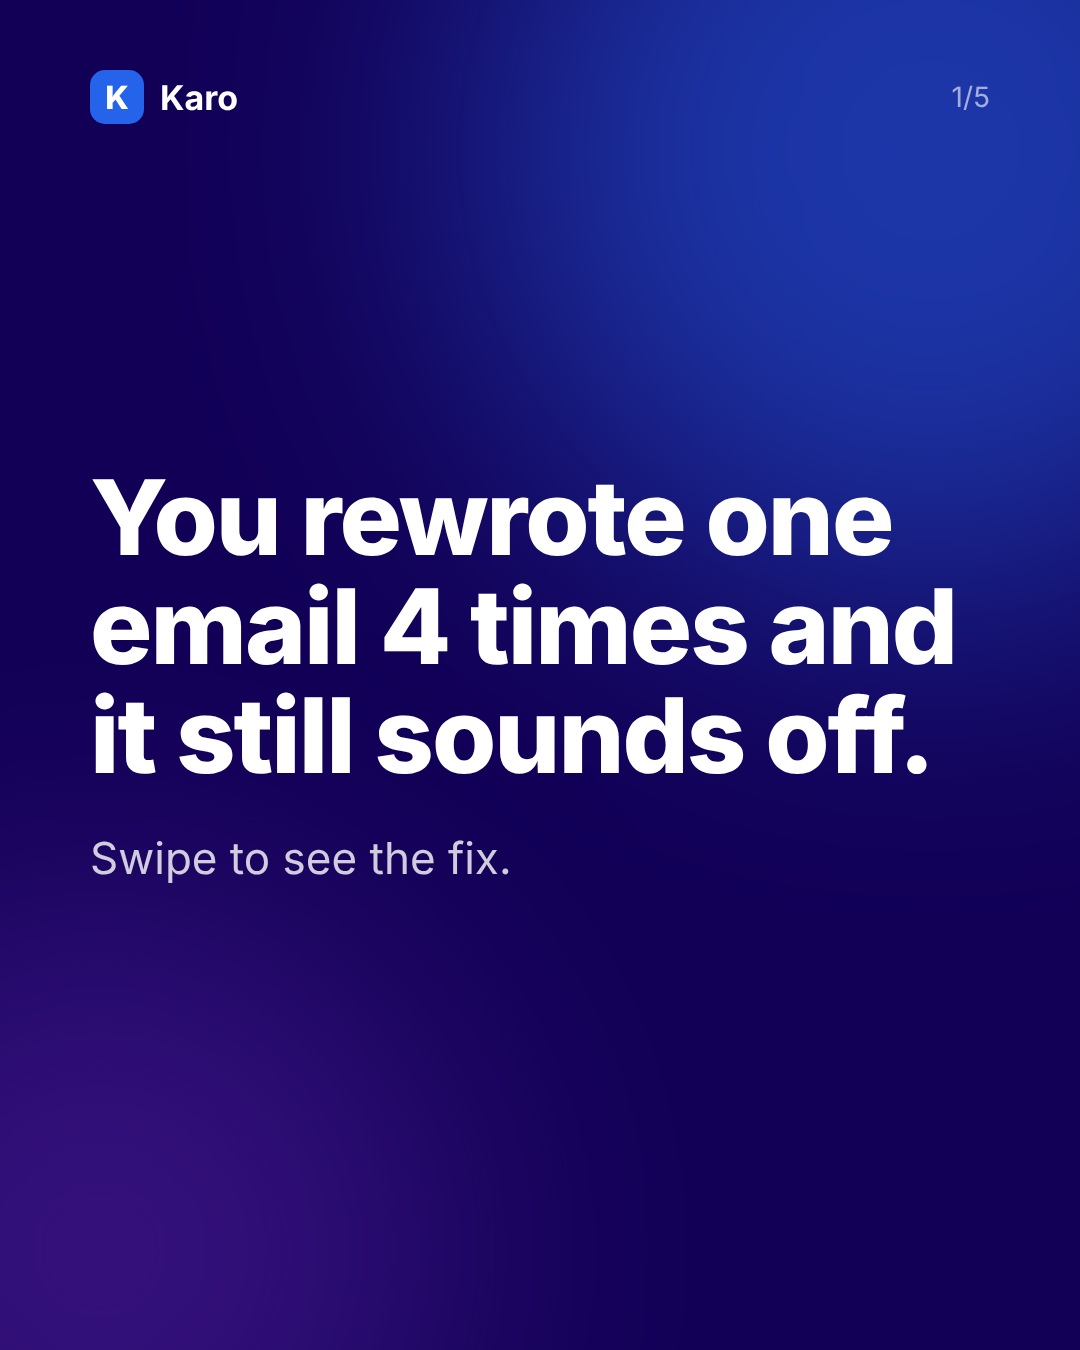 K Karo
1/5
You rewrote one
email 4 times and
it still sounds off.
Swipe to see the fix.